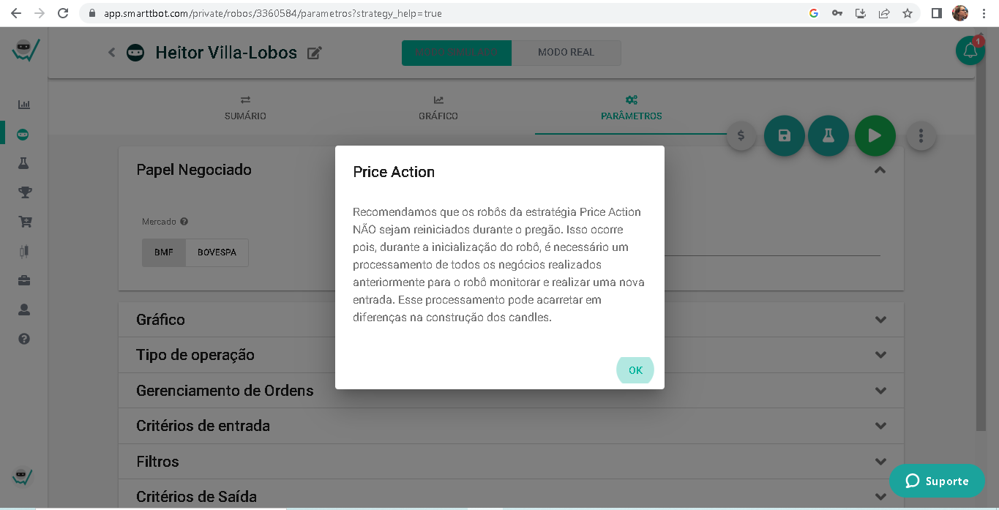 app.smarttbot.com/private/robos/3360584/parametros?strategy_help=true
Heitor Villa-Lobos
MODO SIMULADO
MODO REAL
1
SUMÁRIO
GRÁFICO
PARÂMETROS
$
Papel Negociado
Mercado
BMF
BOVESPA
Price Action
Recomendamos que os robôs da estratégia Price Action
NÃO sejam reiniciados durante o pregão. Isso ocorre
pois, durante a inicialização do robô, é necessário um
processamento de todos os negócios realizados
anteriormente para o robô monitorar e realizar uma nova
entrada. Esse processamento pode acarretar em
diferenças na construção dos candles.
OK
Gráfico
Tipo de operação
Gerenciamento de Ordens
Critérios de entrada
Filtros
Critérios de Saída
Suporte